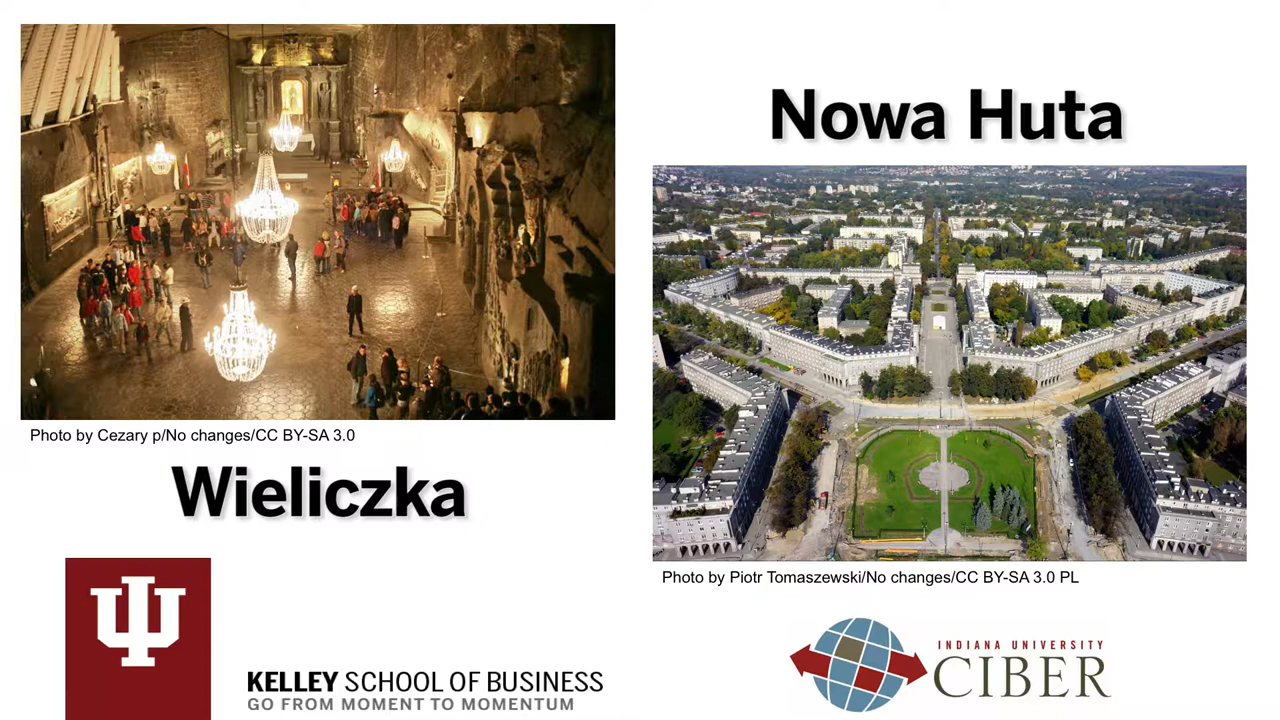 Photo by Cezary p/No changes/CC BY-SA 3.0
Wieliczka
Nowa Huta
Photo by Piotr Tomaszewski/No changes/CC BY-SA 3.0 PL
KELLEY SCHOOL OF BUSINESS
GO FROM MOMENT TO MOMENTUM
INDIANA UNIVERSITY
CIBER